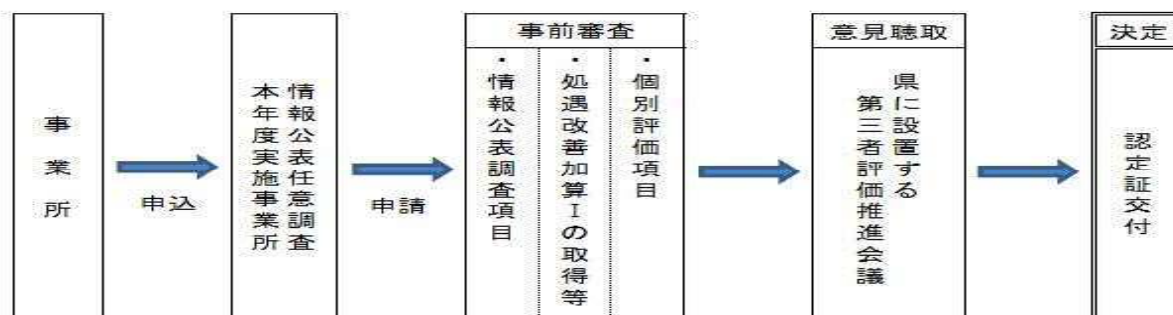 事業所
申込
情報公表任意調査
本年度実施事業所
申請
事前審査
・情報公表調査項目
・処遇改善加算Ⅰの取得等
・個別評価項目
意見聴取
県に設置する
第三者評価推進会議
決定
認定証交付